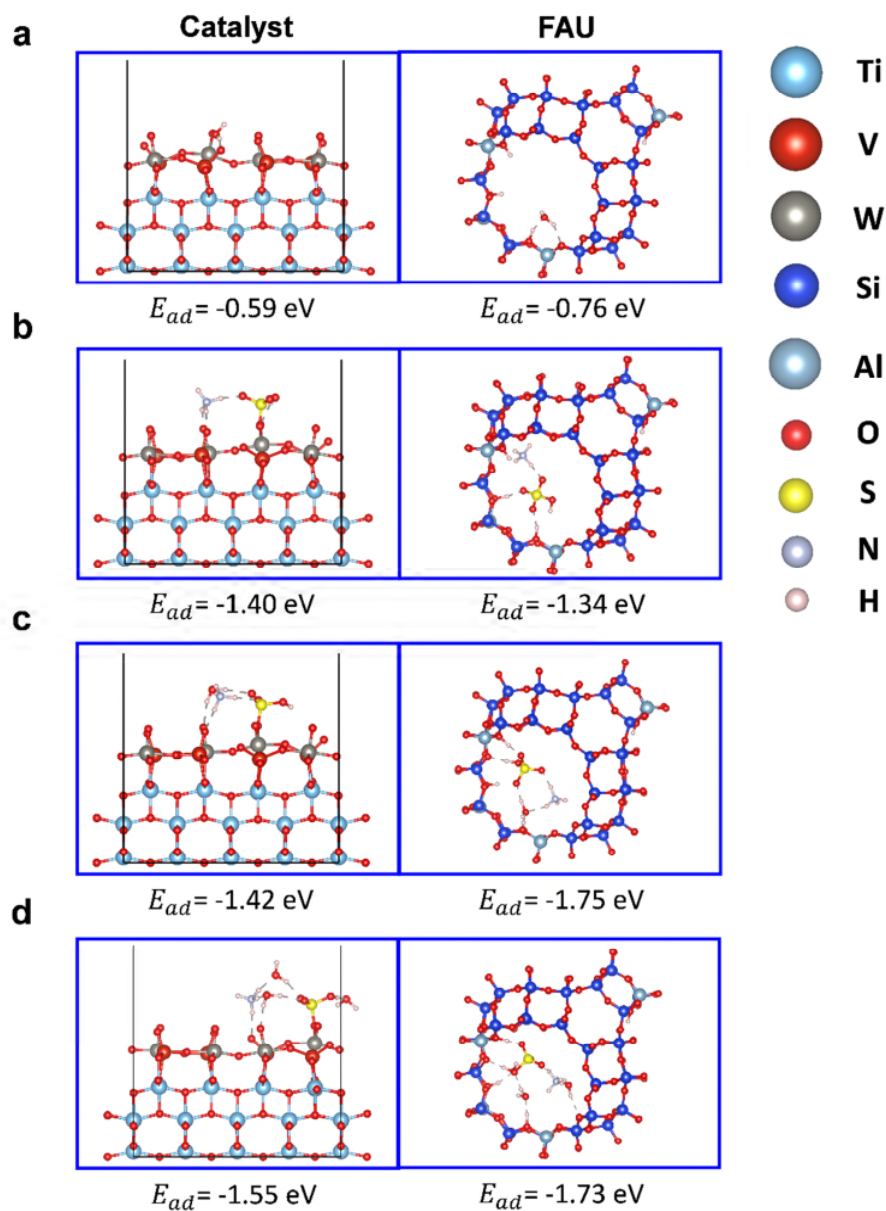 a
Catalyst
FAU
E_ad= -0.59 eV
E_ad= -0.76 eV
b
E_ad= -1.40 eV
E_ad= -1.34 eV
c
E_ad= -1.42 eV
E_ad= -1.75 eV
d
E_ad= -1.55 eV
E_ad= -1.73 eV
Ti
V
W
Si
Al
O
S
N
H